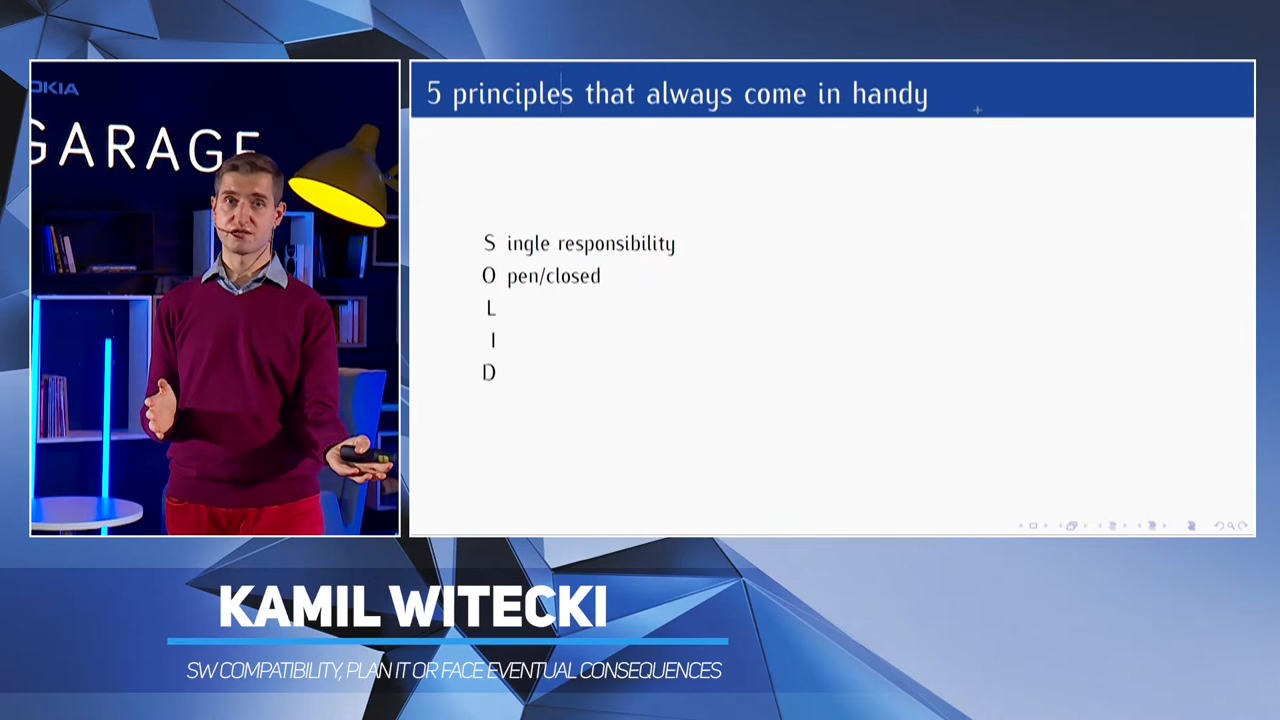 OKIA
GARAGE
5 principles that always come in handy
S ingle responsibility
O pen/closed
L
I
D
KAMIL WITECKI
SW COMPATIBILITY, PLAN IT OR FACE EVENTUAL CONSEQUENCES